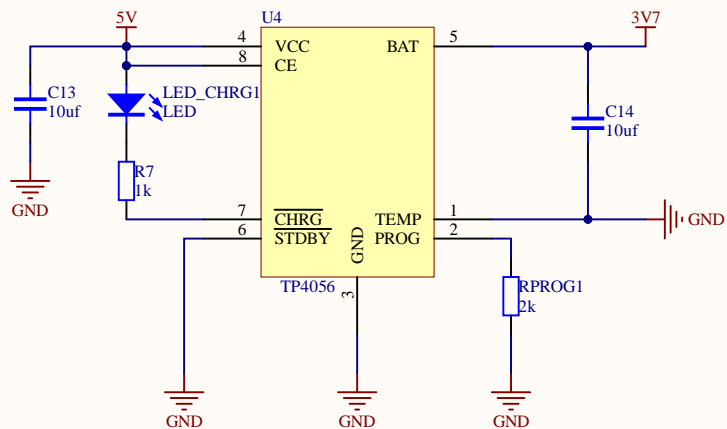 5V
U4
3V7
4
VCC
BAT
5
8
CE
C13
10uf
LED_CHRG1
LED
C14
10uf
R7
1k
GND
7
CHRG
TEMP
1
GND
6
STDBY
PROG
2
GND
TP4056
3
RPROG1
2k
GND
GND
GND